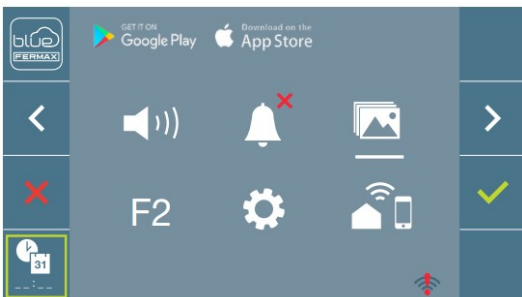 blue
FERMAX
GET IT ON
Google Play
Download on the
App Store
F2
31
--:--